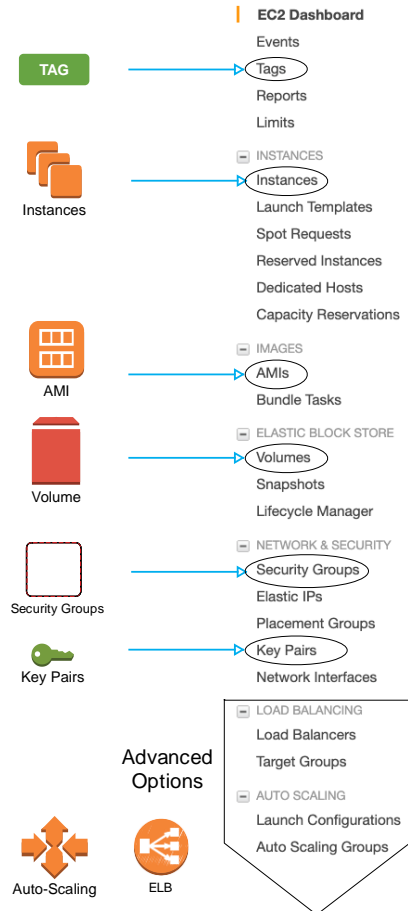 EC2 Dashboard
Events
TAG
Tags
Reports
Limits
INSTANCES
Instances
Instances
Launch Templates
Spot Requests
Reserved Instances
Dedicated Hosts
Capacity Reservations
IMAGES
AMI
AMIs
Bundle Tasks
ELASTIC BLOCK STORE
Volume
Volumes
Snapshots
Lifecycle Manager
NETWORK & SECURITY
Security Groups
Security Groups
Elastic IPs
Placement Groups
Key Pairs
Key Pairs
Network Interfaces
LOAD BALANCING
Load Balancers
Target Groups
Advanced
Options
AUTO SCALING
Launch Configurations
Auto Scaling Groups
Auto-Scaling
ELB